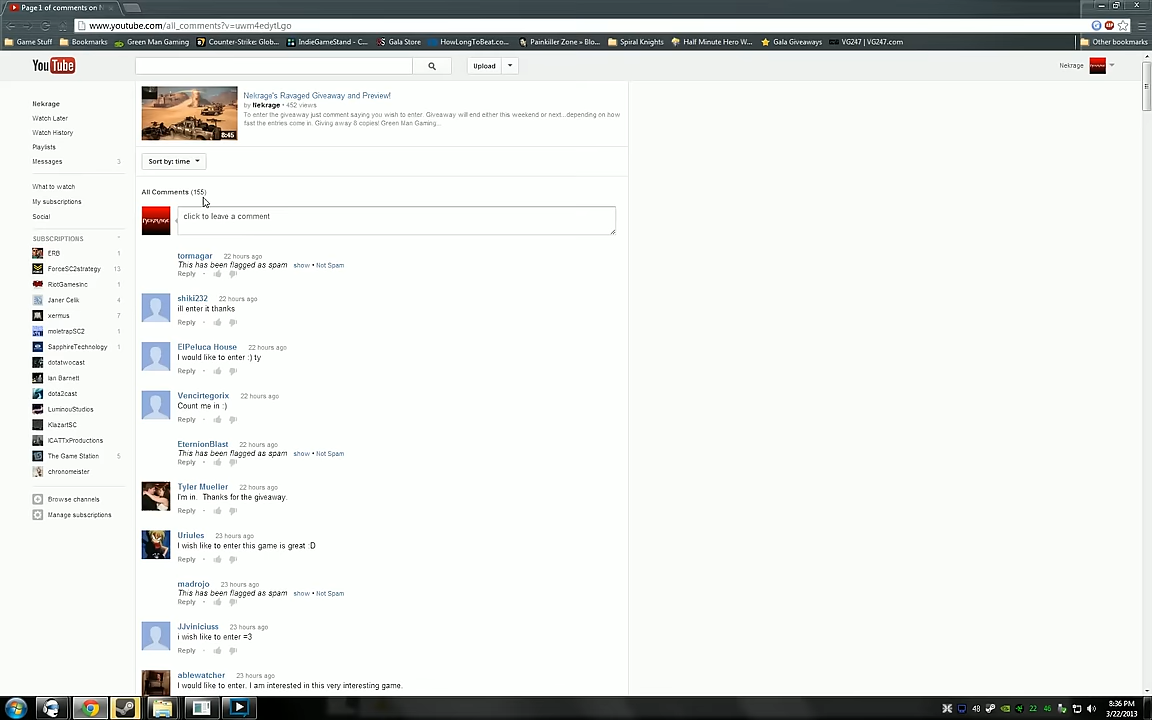 Page 1 of comments on N
www.youtube.com/all_comments?v=uwm4edytLgo
Game Stuff Bookmarks Green Man Gaming Counter-Strike: Glob... IndieGameStand - C... Gala Store HowLongToBeat.co... Painkiller Zone » Blo... Spiral Knights Half Minute Hero W... Gala Giveaways VG247 | VG247.com Other bookmarks
YouTube Upload Nekrage
Nekrage
Watch Later
Watch History
Playlists
Messages 3
What to watch
My subscriptions
Social
SUBSCRIPTIONS
ERB 1
ForceSC2strategy 13
RiotGamesInc 1
Janer Celik 4
xermus 7
moletrapSC2 1
SapphireTechnology 1
dotatwocast
Ian Barnett
dota2cast
LuminouStudios
KlazartSC
ICATTxProductions
The Game Station 5
chronomeister
Browse channels
Manage subscriptions
8:45
Nekrage's Ravaged Giveaway and Preview!
by Nekrage • 452 views
To enter the giveaway just comment saying you wish to enter. Giveaway will end either this weekend or next...depending on how
fast the entries come in. Giving away 8 copies! Green Man Gaming...
Sort by: time
All Comments (155)
click to leave a comment
tormagar 22 hours ago
This has been flagged as spam show • Not Spam
Reply
shiki232 22 hours ago
ill enter it thanks
Reply
ElPeluca House 22 hours ago
I would like to enter :) ty
Reply
Vencirtegorix 22 hours ago
Count me in :)
Reply
EternionBlast 22 hours ago
This has been flagged as spam show • Not Spam
Reply
Tyler Mueller 22 hours ago
I'm in. Thanks for the giveaway.
Reply
Uriules 23 hours ago
I wish like to enter this game is great :D
Reply
madrojo 23 hours ago
This has been flagged as spam show • Not Spam
Reply
JJviniciuss 23 hours ago
i wish like to enter =3
Reply
ablewatcher 23 hours ago
I would like to enter. I am interested in this very interesting game.
48 22 46 8:36 PM
3/22/2013